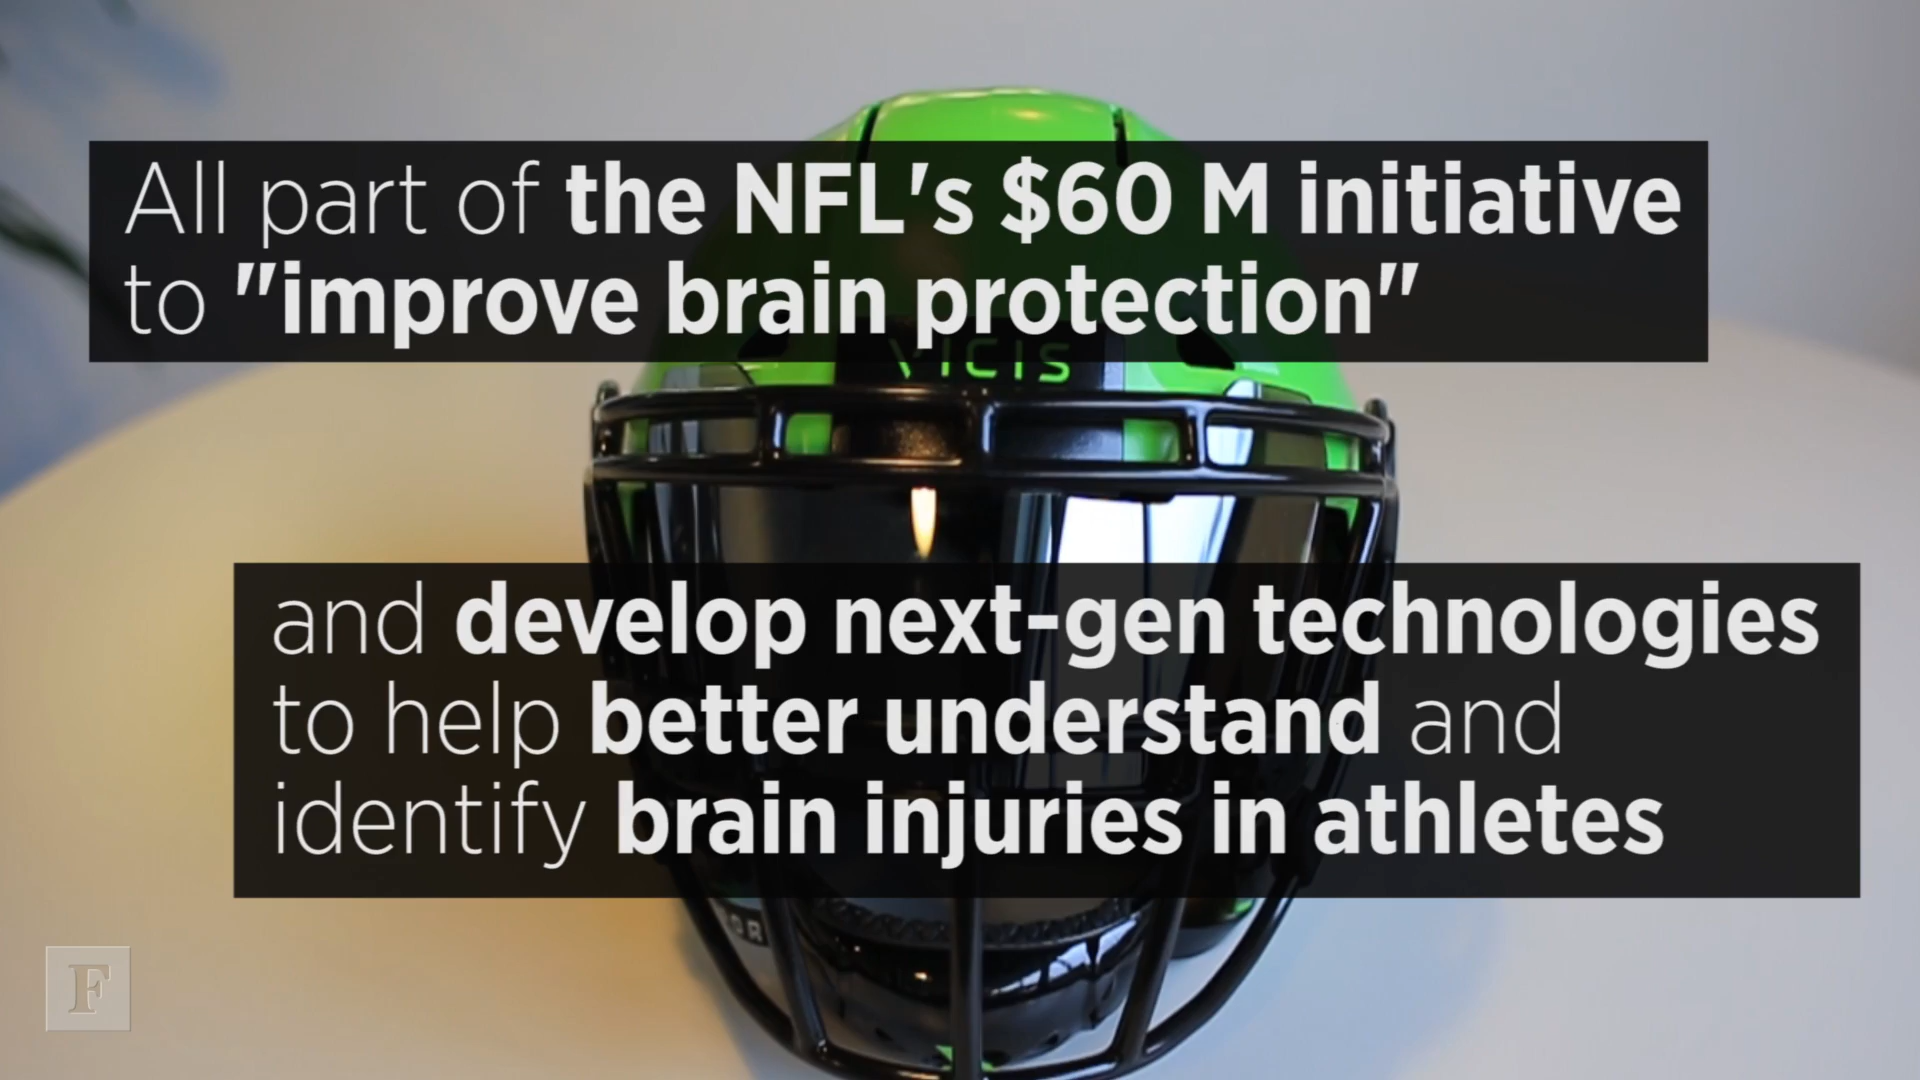 All part of the NFL's $60 M initiative
to "improve brain protection"
VICIS
and develop next-gen technologies
to help better understand and
identify brain injuries in athletes
F